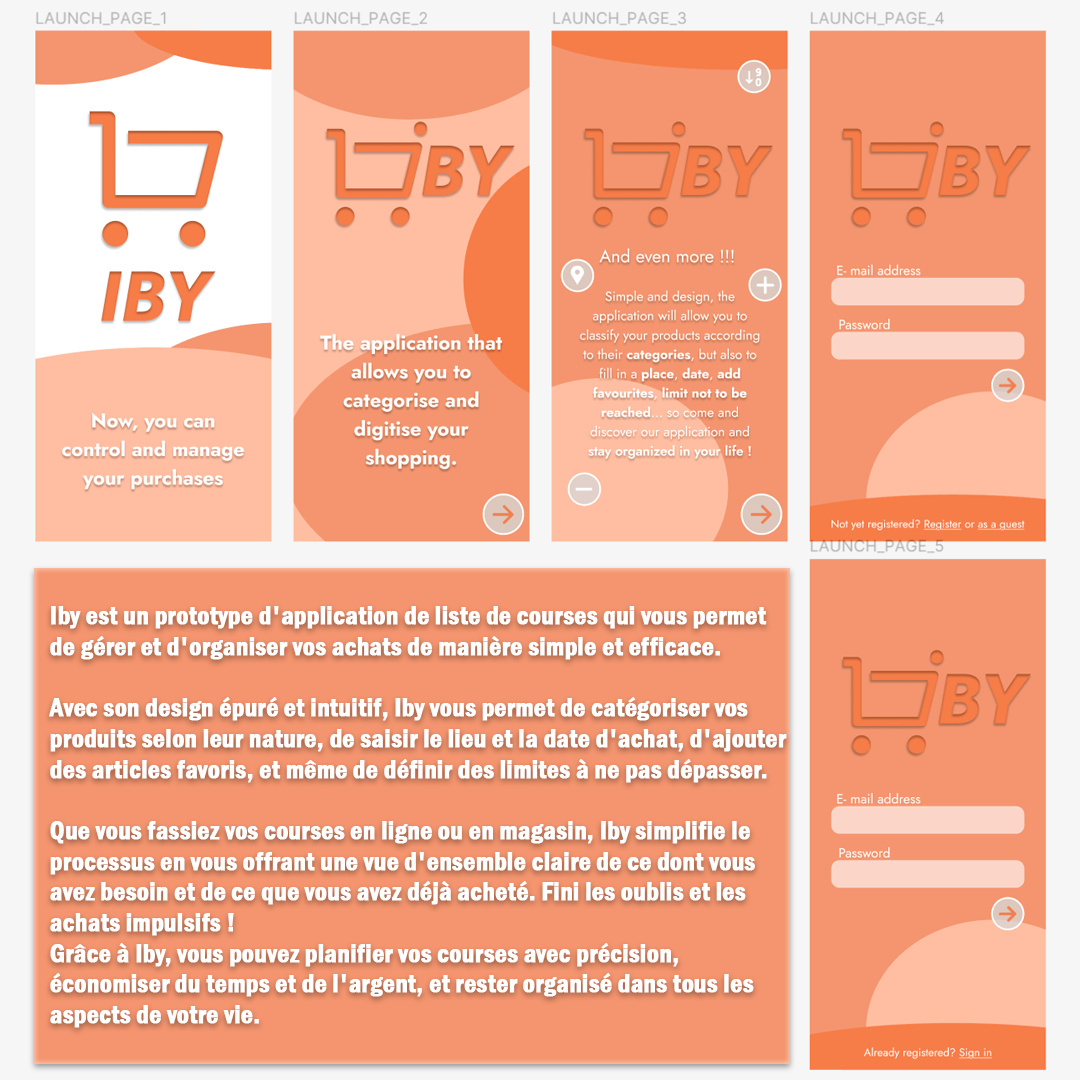 LAUNCH_PAGE_1
IBY
Now, you can
control and manage
your purchases
LAUNCH_PAGE_2
IBY
The application that
allows you to
categorise and
digitise your
shopping.
LAUNCH_PAGE_3
9
0
IBY
And even more !!!
Simple and design, the
application will allow you to
classify your products according
to their categories, but also to
fill in a place, date, add
favourites, limit not to be
reached... so come and
discover our application and
stay organized in your life !
LAUNCH_PAGE_4
IBY
E- mail address
Password
Not yet registered? Register or as a guest
LAUNCH_PAGE_5
IBY
E- mail address
Password
Already registered? Sign in
Iby est un prototype d'application de liste de courses qui vous permet
de gérer et d'organiser vos achats de manière simple et efficace.
Avec son design épuré et intuitif, Iby vous permet de catégoriser vos
produits selon leur nature, de saisir le lieu et la date d'achat, d'ajouter
des articles favoris, et même de définir des limites à ne pas dépasser.
Que vous fassiez vos courses en ligne ou en magasin, Iby simplifie le
processus en vous offrant une vue d'ensemble claire de ce dont vous
avez besoin et de ce que vous avez déjà acheté. Fini les oublis et les
achats impulsifs !
Grâce à Iby, vous pouvez planifier vos courses avec précision,
économiser du temps et de l'argent, et rester organisé dans tous les
aspects de votre vie.